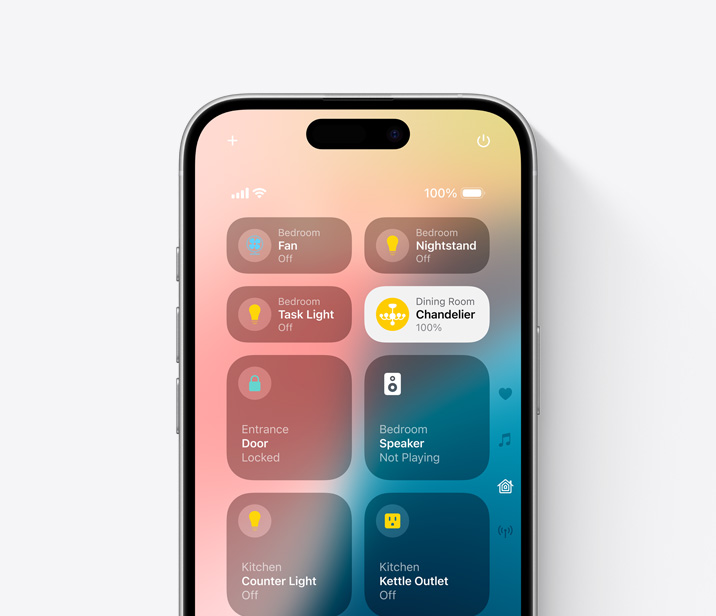 100%
Bedroom
Fan
Off
Bedroom
Nightstand
Off
Bedroom
Task Light
Off
Dining Room
Chandelier
100%
Entrance
Door
Locked
Bedroom
Speaker
Not Playing
Kitchen
Counter Light
Off
Kitchen
Kettle Outlet
Off